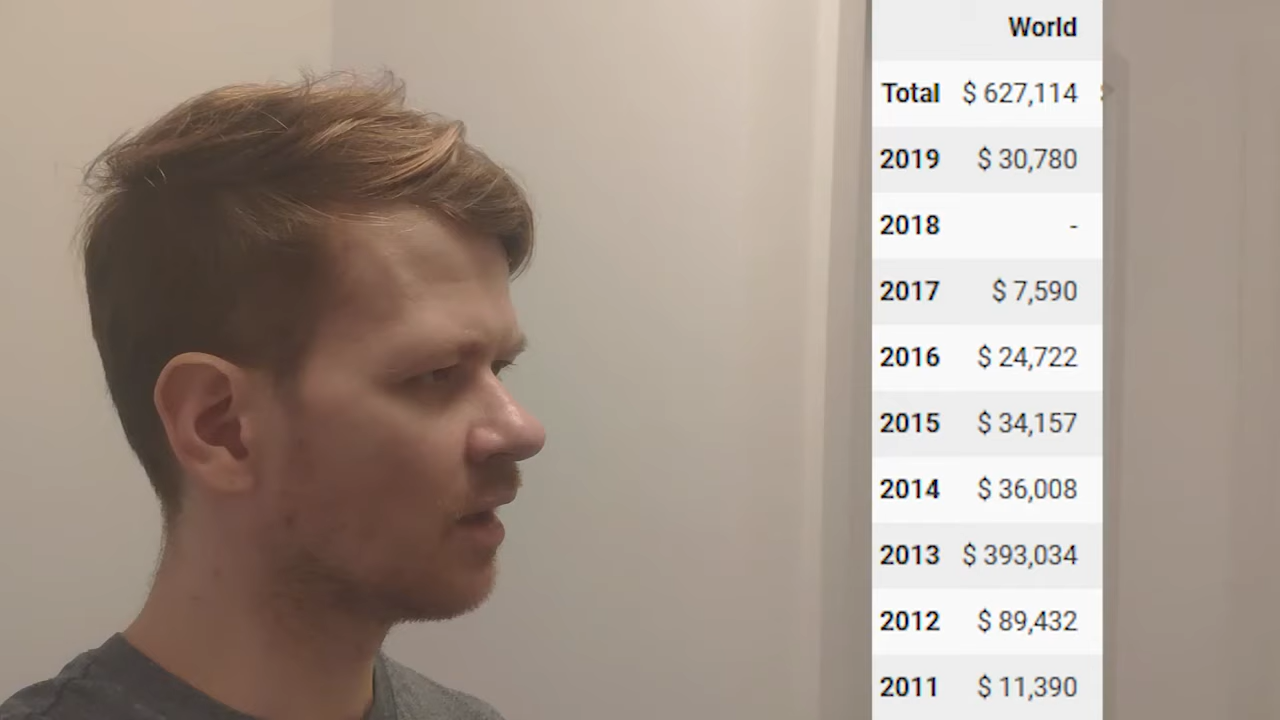 World
Total $ 627,114
2019 $ 30,780
2018 -
2017 $ 7,590
2016 $ 24,722
2015 $ 34,157
2014 $ 36,008
2013 $ 393,034
2012 $ 89,432
2011 $ 11,390